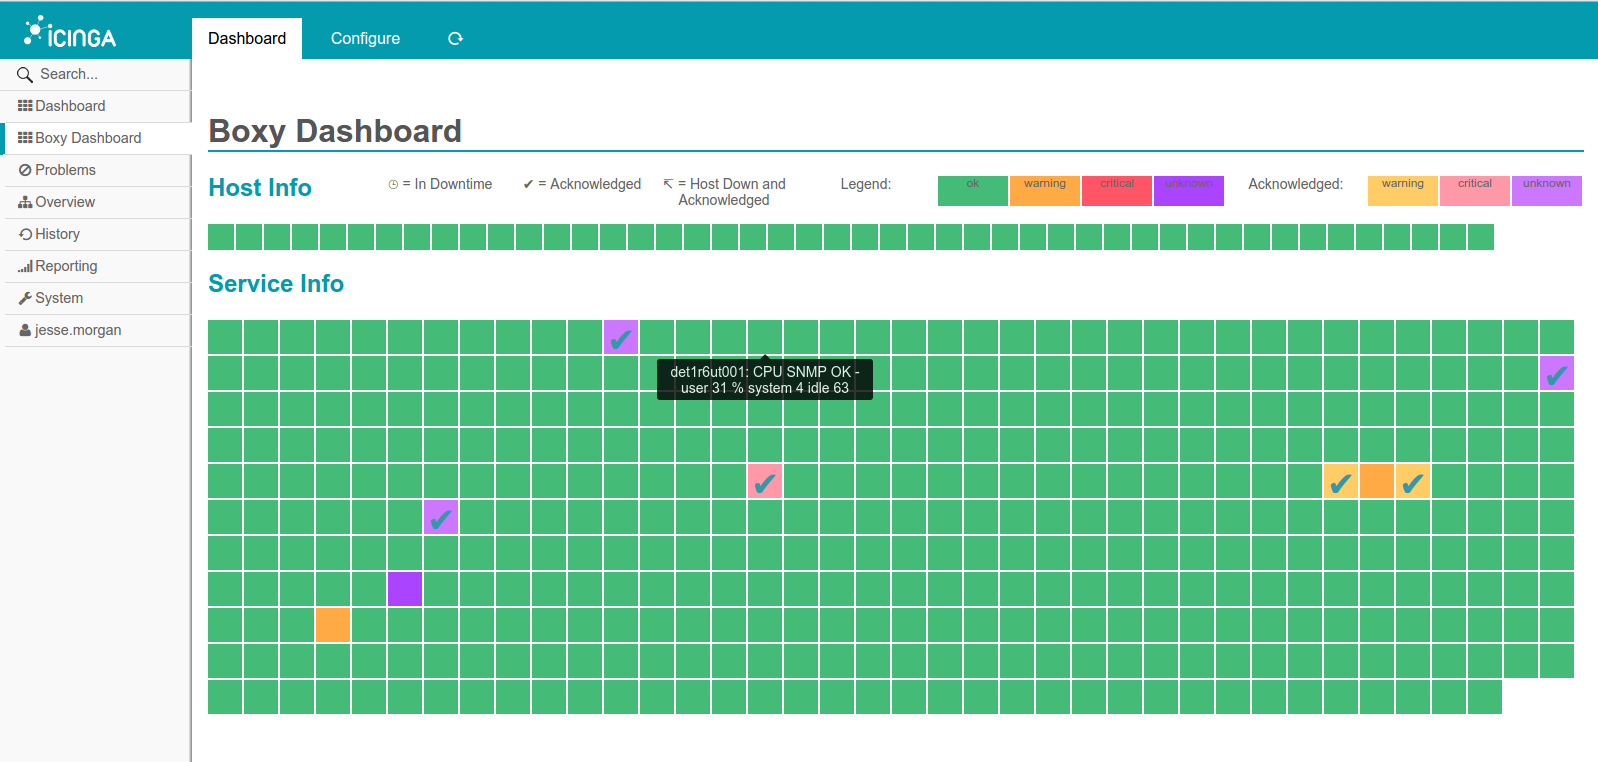 iCINGA
Dashboard
Configure
Search...
Dashboard
Boxy Dashboard
Problems
Overview
History
Reporting
System
jesse.morgan
Boxy Dashboard
Host Info
= In Downtime
✔ = Acknowledged
= Host Down and
Acknowledged
Legend:
ok
warning
critical
unknown
Acknowledged:
warning
critical
unknown
Service Info
det1r6ut001: CPU SNMP OK -
user 31 % system 4 idle 63